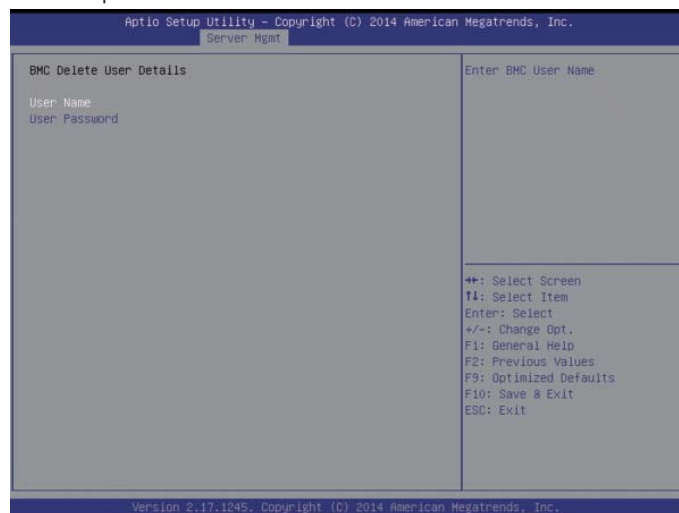 Aptio Setup Utility – Copyright (C) 2014 American Megatrends, Inc.
Server Mgmt
BMC Delete User Details
User Name
User Password
Enter BMC User Name
→←: Select Screen
↑↓: Select Item
Enter: Select
+/-: Change Opt.
F1: General Help
F2: Previous Values
F9: Optimized Defaults
F10: Save & Exit
ESC: Exit
Version 2.17.1245. Copyright (C) 2014 American Megatrends, Inc.